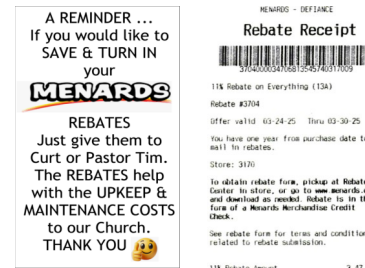 A REMINDER ...
If you would like to
SAVE & TURN IN
your
MENARDS
REBATES
Just give them to
Curt or Pastor Tim.
The REBATES help
with the UPKEEP &
MAINTENANCE COSTS
to our Church.
THANK YOU
MENARDS - DEFIANCE
Rebate Receipt
11% Rebate on Everything (13A)
Rebate #3704
Offer valid 03-24-25 Thru 03-30-25
You have one year from purchase date to
mail in rebates.
Store: 3170
To obtain rebate form, pickup at Rebate
Center in store, or go to www.menards.c
and download as needed. Rebate is in th
form of a Menards Merchandise Credit
Check.
See rebate form for terms and condition
related to rebate submission.